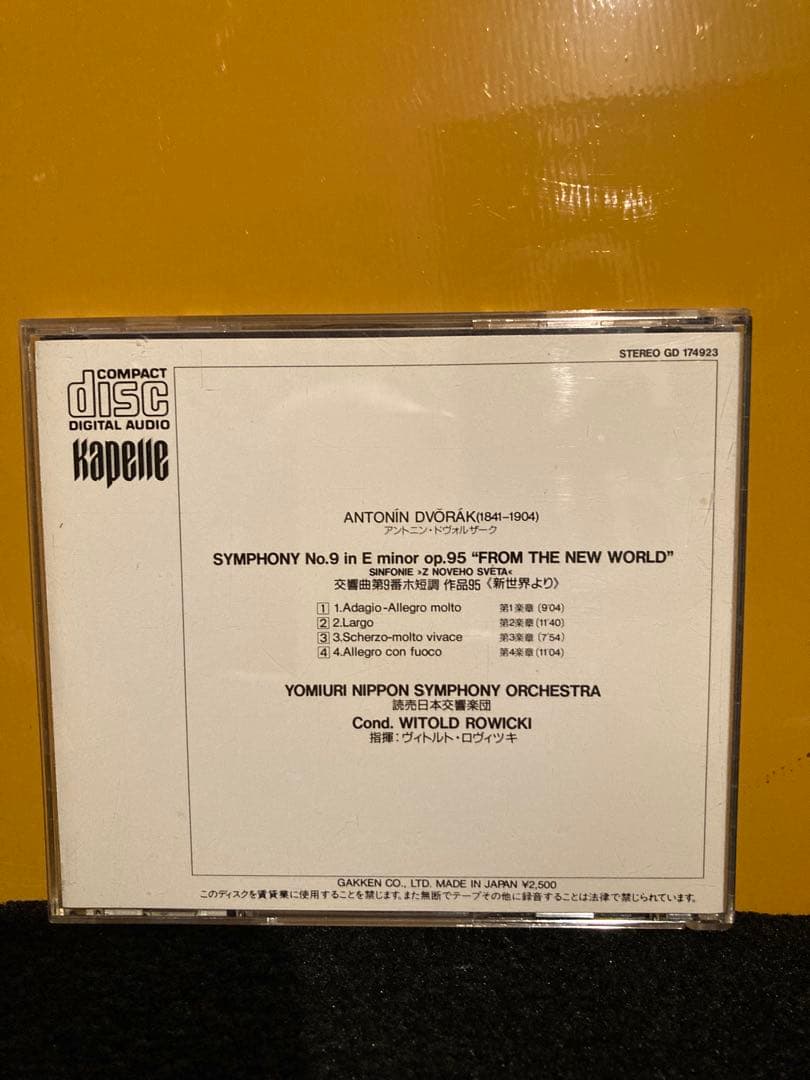 STEREO GD 174923
COMPACT
disc
DIGITAL AUDIO
Kapelle
ANTONÍN DVŎRÁK(1841–1904)
アントニン・ドヴォルザーク
SYMPHONY No.9 in E minor op.95 “FROM THE NEW WORLD”
SINFONIE »Z NOVEHO SVĚTA«
交響曲第9番ホ短調 作品95《新世界より》
1 1.Adagio-Allegro molto 第1楽章(9'04)
2 2.Largo 第2楽章(11'40)
3 3.Scherzo-molto vivace 第3楽章(7'54)
4 4.Allegro con fuoco 第4楽章(11'04)
YOMIURI NIPPON SYMPHONY ORCHESTRA
読売日本交響楽団
Cond. WITOLD ROWICKI
指揮:ヴィトルト・ロヴィツキ
GAKKEN CO., LTD. MADE IN JAPAN ¥2,500
このディスクを賃貸業に使用することを禁じます。また無断でテープその他に録音することは法律で禁じられています。